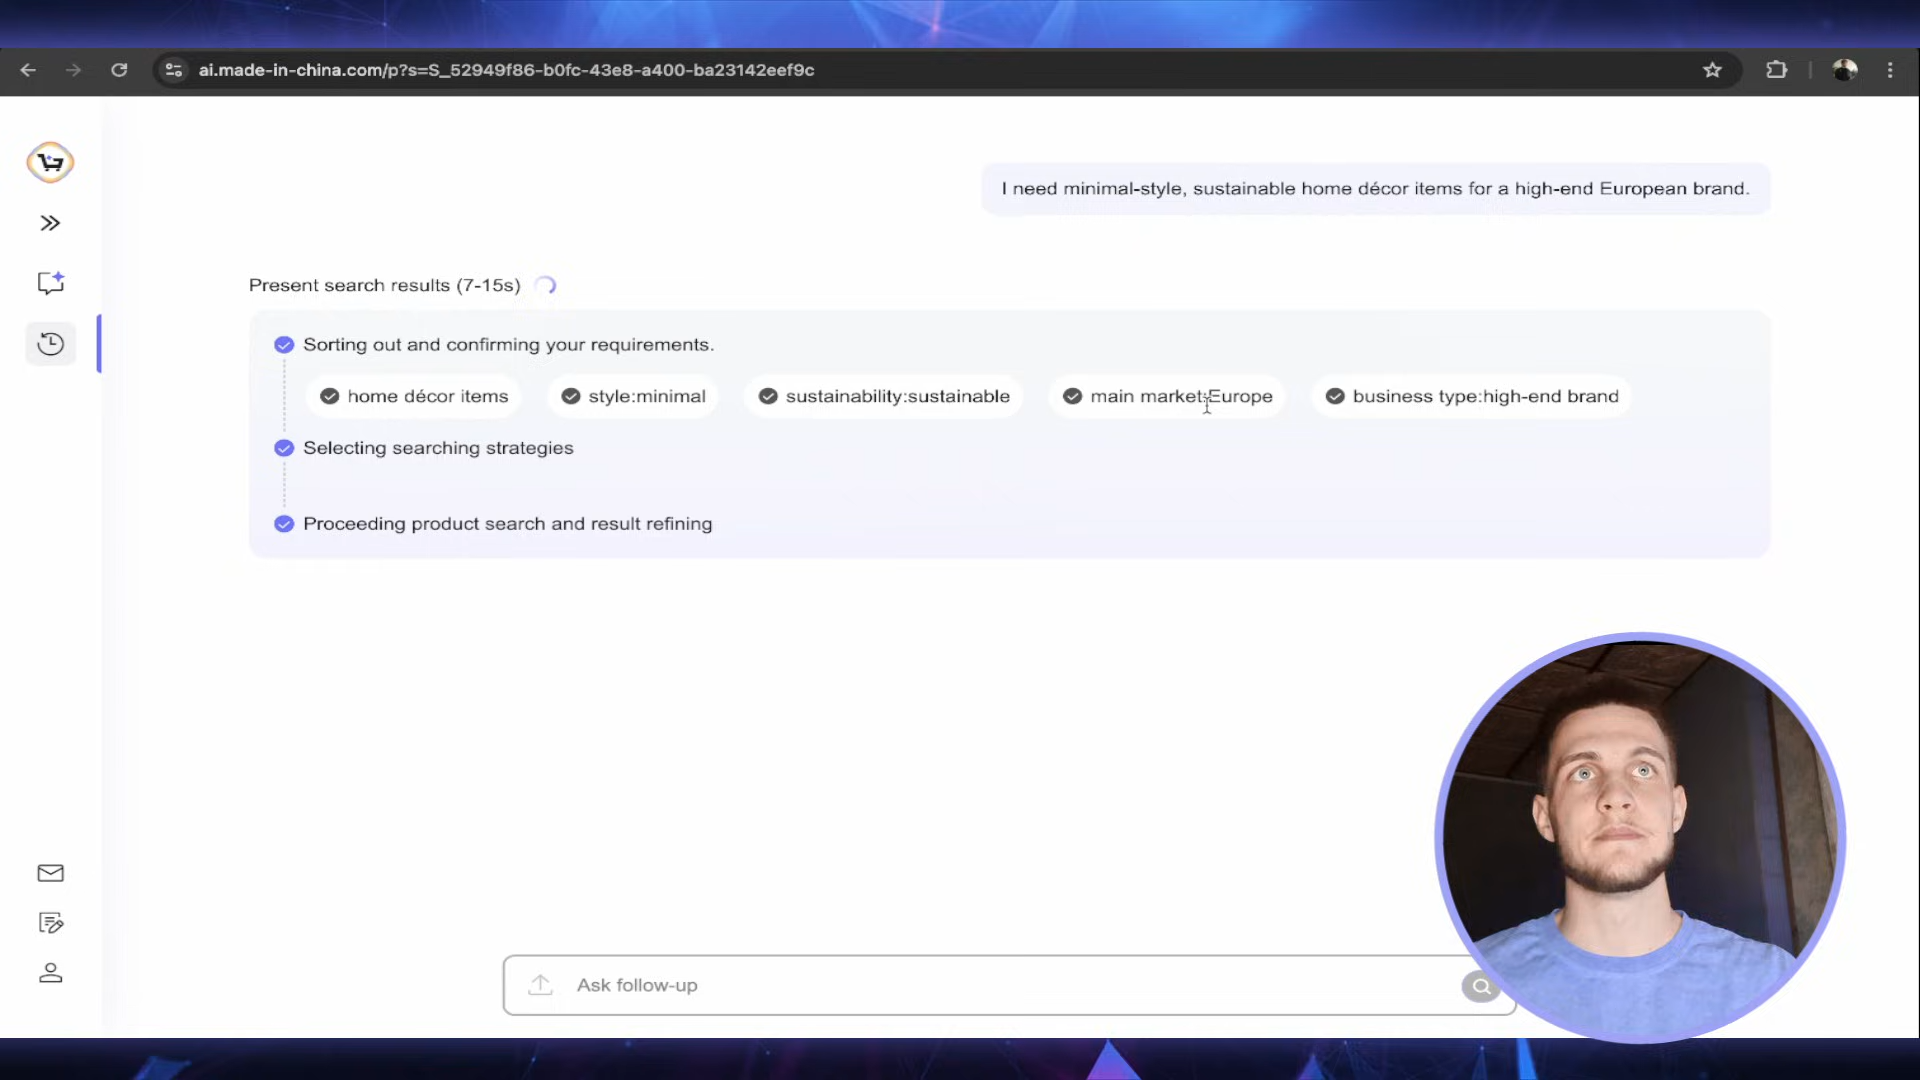 ai.made-in-china.com/p?s=S_52949f86-b0fc-43e8-a400-ba23142eef9c
I need minimal-style, sustainable home décor items for a high-end European brand.
Present search results (7-15s)
Sorting out and confirming your requirements.
home décor items
style:minimal
sustainability:sustainable
main market:Europe
business type:high-end brand
Selecting searching strategies
Proceeding product search and result refining
Ask follow-up